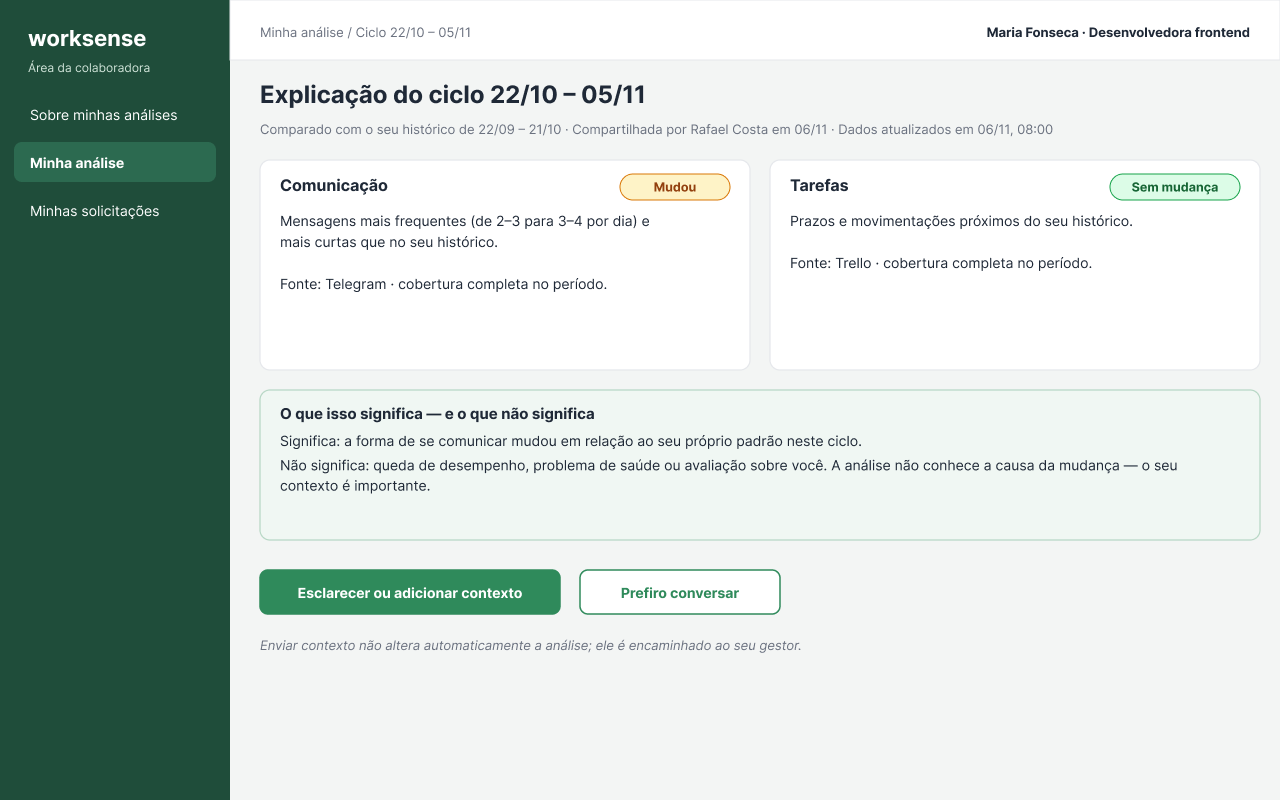 worksense
Área da colaboradora
Sobre minhas análises
Minha análise
Minhas solicitações
Minha análise / Ciclo 22/10 – 05/11
Maria Fonseca · Desenvolvedora frontend
Explicação do ciclo 22/10 – 05/11
Comparado com o seu histórico de 22/09 – 21/10 · Compartilhada por Rafael Costa em 06/11 · Dados atualizados em 06/11, 08:00
Comunicação
Mudou
Mensagens mais frequentes (de 2–3 para 3–4 por dia) e
mais curtas que no seu histórico.
Fonte: Telegram · cobertura completa no período.
Tarefas
Sem mudança
Prazos e movimentações próximos do seu histórico.
Fonte: Trello · cobertura completa no período.
O que isso significa — e o que não significa
Significa: a forma de se comunicar mudou em relação ao seu próprio padrão neste ciclo.
Não significa: queda de desempenho, problema de saúde ou avaliação sobre você. A análise não conhece a causa da mudança — o seu
contexto é importante.
Esclarecer ou adicionar contexto
Prefiro conversar
Enviar contexto não altera automaticamente a análise; ele é encaminhado ao seu gestor.